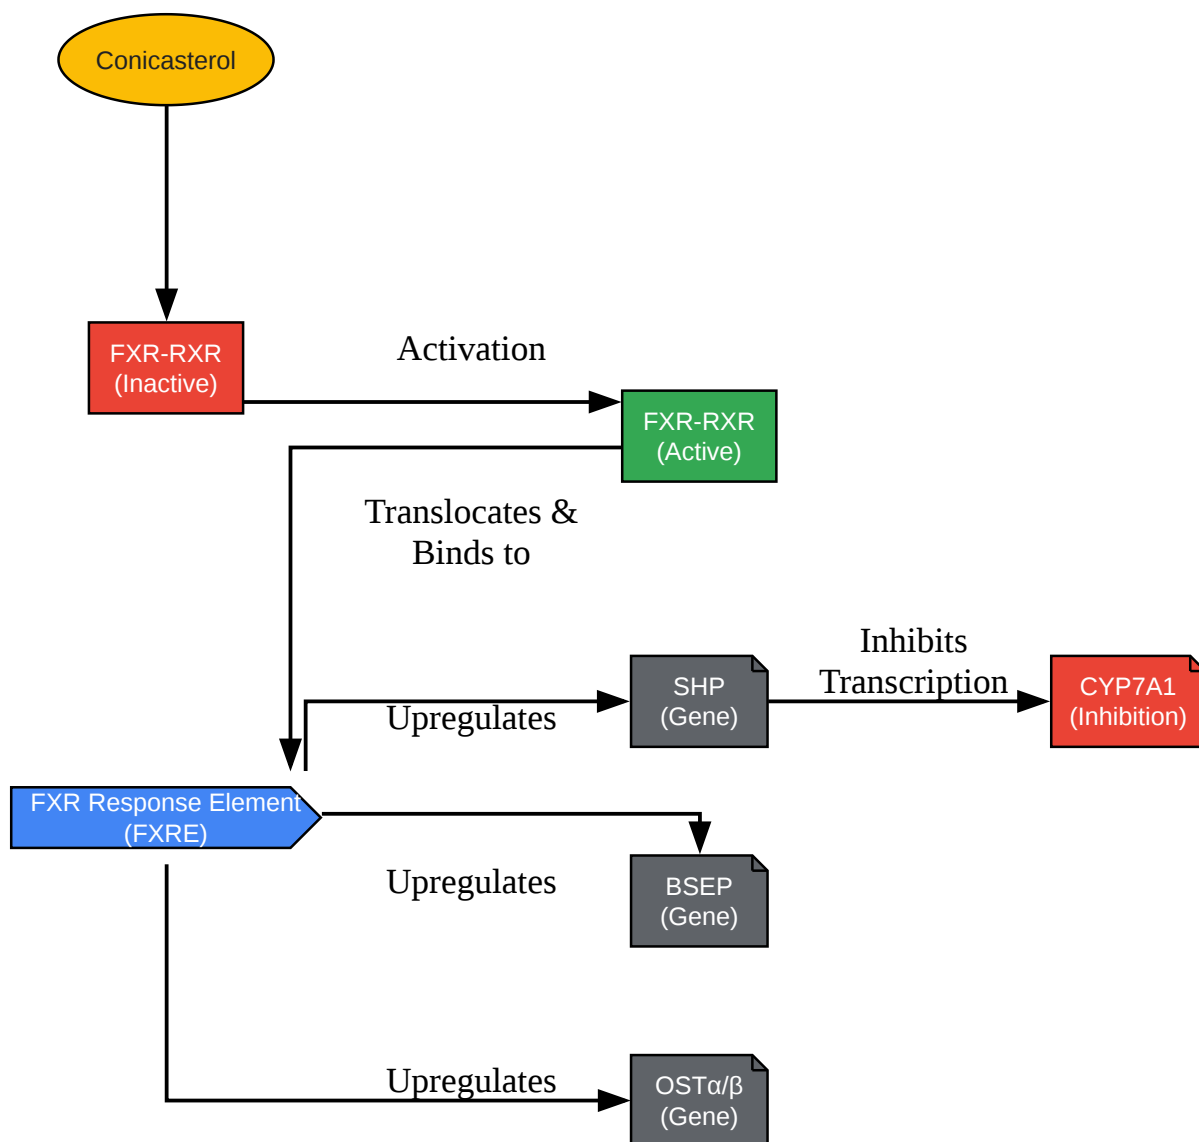 Conicasterol
FXR-RXR
(Inactive)
Activation
FXR-RXR
(Active)
Translocates &
Binds to
Upregulates
SHP
(Gene)
Inhibits
Transcription
CYP7A1
(Inhibition)
FXR Response Element
(FXRE)
Upregulates
BSEP
(Gene)
Upregulates
OSTα/β
(Gene)